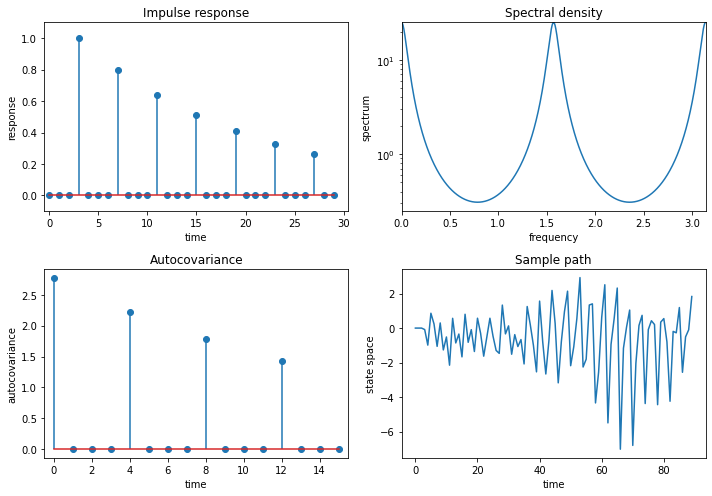 Impulse response
1.0
0.8
0.6
0.4
0.2
0.0
response
0 5 10 15 20 25 30
time
Spectral density
10^1
10^0
spectrum
0.0 0.5 1.0 1.5 2.0 2.5 3.0
frequency
Autocovariance
2.5
2.0
1.5
1.0
0.5
0.0
autocovariance
0 2 4 6 8 10 12 14
time
Sample path
2
0
−2
−4
−6
state space
0 20 40 60 80
time